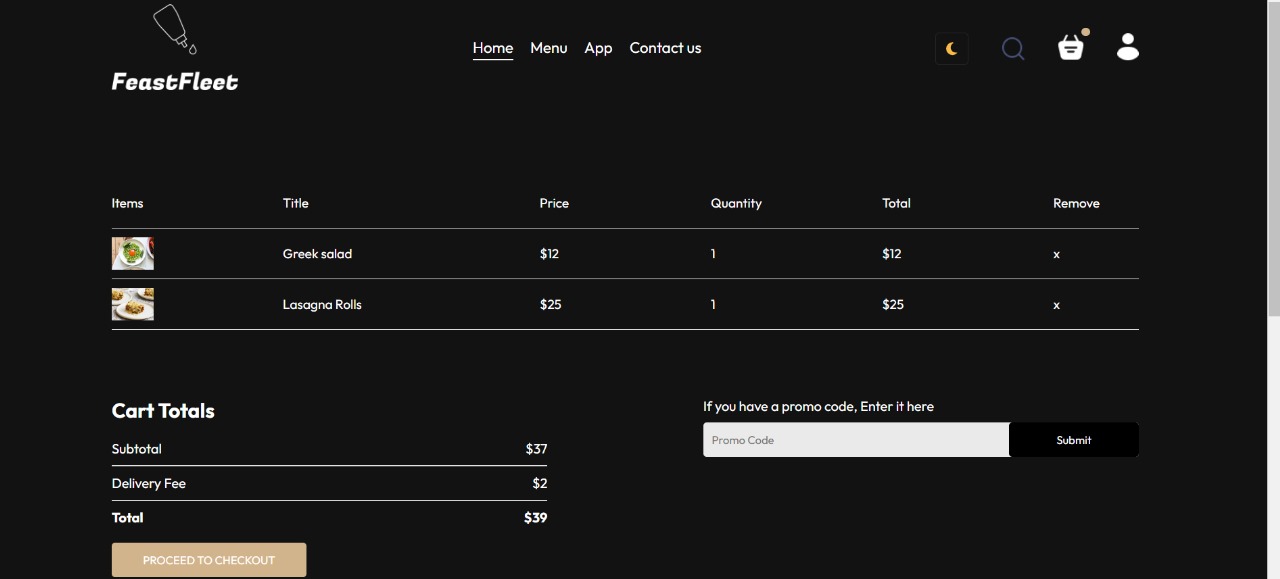 FeastFleet
Home Menu App Contact us
Items Title Price Quantity Total Remove
Greek salad $12 1 $12 x
Lasagna Rolls $25 1 $25 x
Cart Totals
Subtotal $37
Delivery Fee $2
Total $39
PROCEED TO CHECKOUT
If you have a promo code, Enter it here
Promo Code Submit